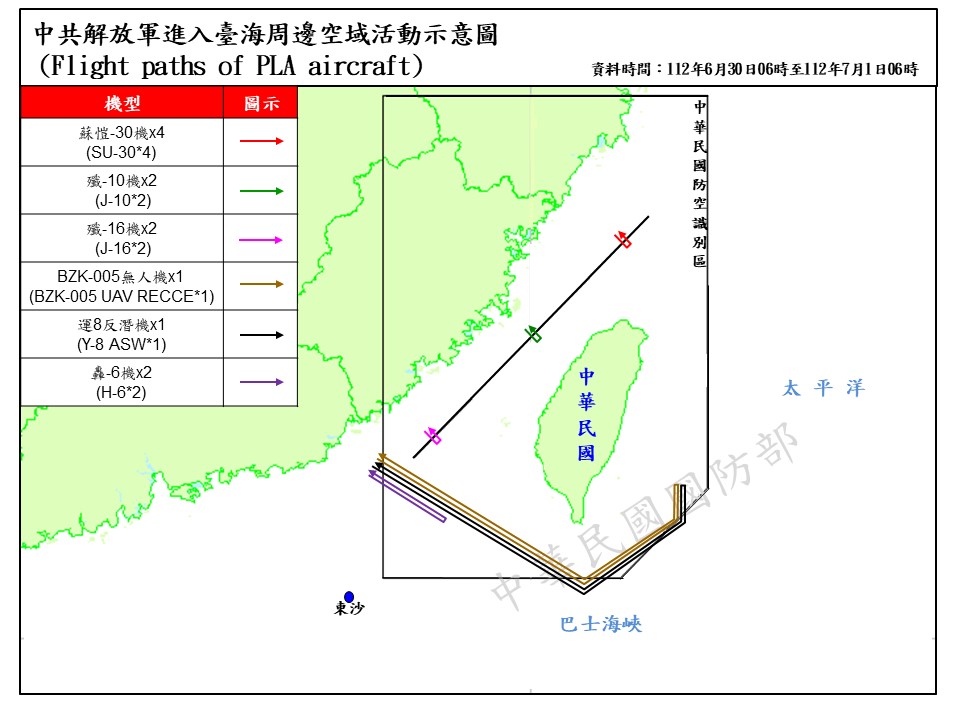 中共解放軍進入臺海周邊空域活動示意圖
(Flight paths of PLA aircraft)
資料時間：112年6月30日06時至112年7月1日06時
機型
圖示
蘇愷-30機x4
(SU-30*4)
殲-10機x2
(J-10*2)
殲-16機x2
(J-16*2)
BZK-005無人機x1
(BZK-005 UAV RECCE*1)
運8反潛機x1
(Y-8 ASW*1)
轟-6機x2
(H-6*2)
中華民國防空識別區
中華民國
太平洋
中華民國國防部
東沙
巴士海峽